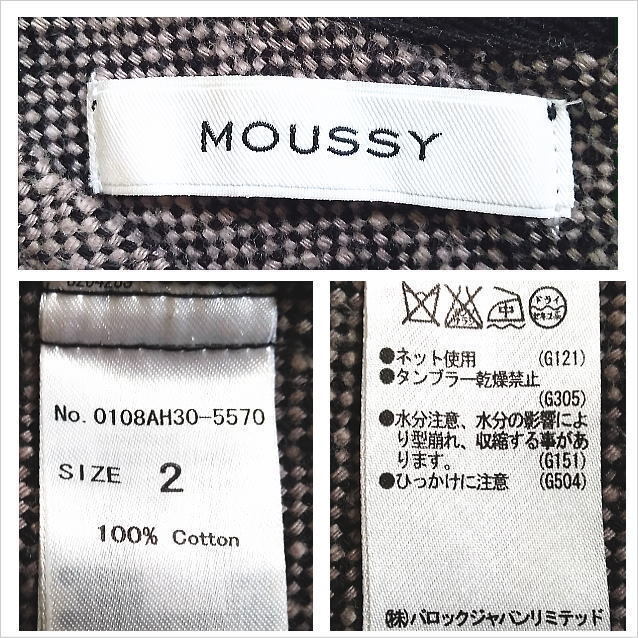 MOUSSY
No. 0108AH30-5570
SIZE 2
100% Cotton
中 ドライ
●ネット使用 (G121)
●タンブラー乾燥禁止
(G305)
●水分注意、水分の影響によ
り型崩れ、収縮する事があ
ります。 (G151)
●ひっかけに注意 (G504)
(株)バロックジャパンリミテッド